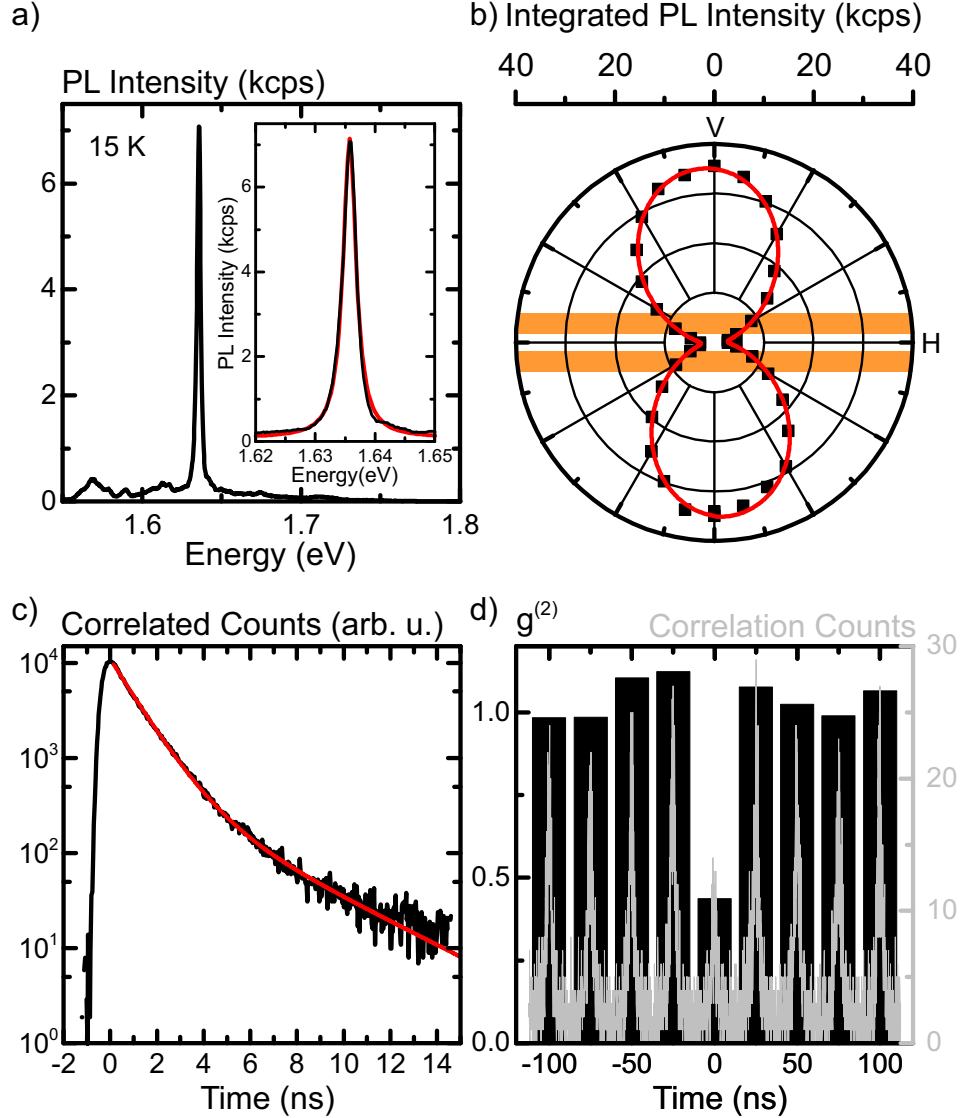 a)
PL Intensity (kcps)
15 K
6
4
2
0
1.6
1.7
1.8
Energy (eV)
PL Intensity (kcps)
6
4
2
0
1.62
1.63
1.64
1.65
Energy(eV)
b) Integrated PL Intensity (kcps)
40 20 0 20 40
V
H
c)
Correlated Counts (arb. u.)
10⁴
10³
10²
10¹
10⁰
-2 0 2 4 6 8 10 12 14
Time (ns)
d)
g⁽²⁾
Correlation Counts
1.0
0.5
0.0
30
20
10
0
-100 -50 0 50 100
Time (ns)